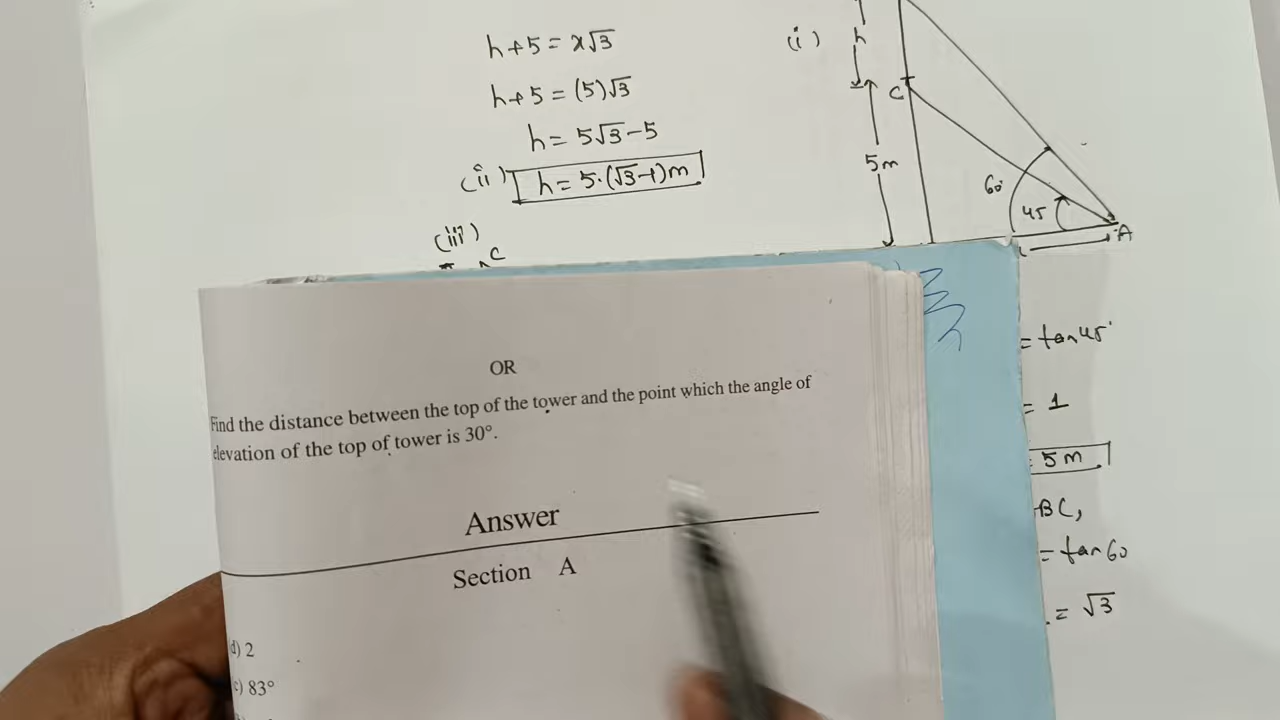 h+5 = x√3
h+5 = (5)√3
h = 5√3-5
(ii) h = 5·(√3-1)m
(iii)
C
(i) h
C
5m
60°
45
A
= tan45°
= 1
5m
BC,
= tan60
= √3
OR
Find the distance between the top of the tower and the point which the angle of
elevation of the top of tower is 30°.
Answer
Section A
(d) 2
(c) 83°